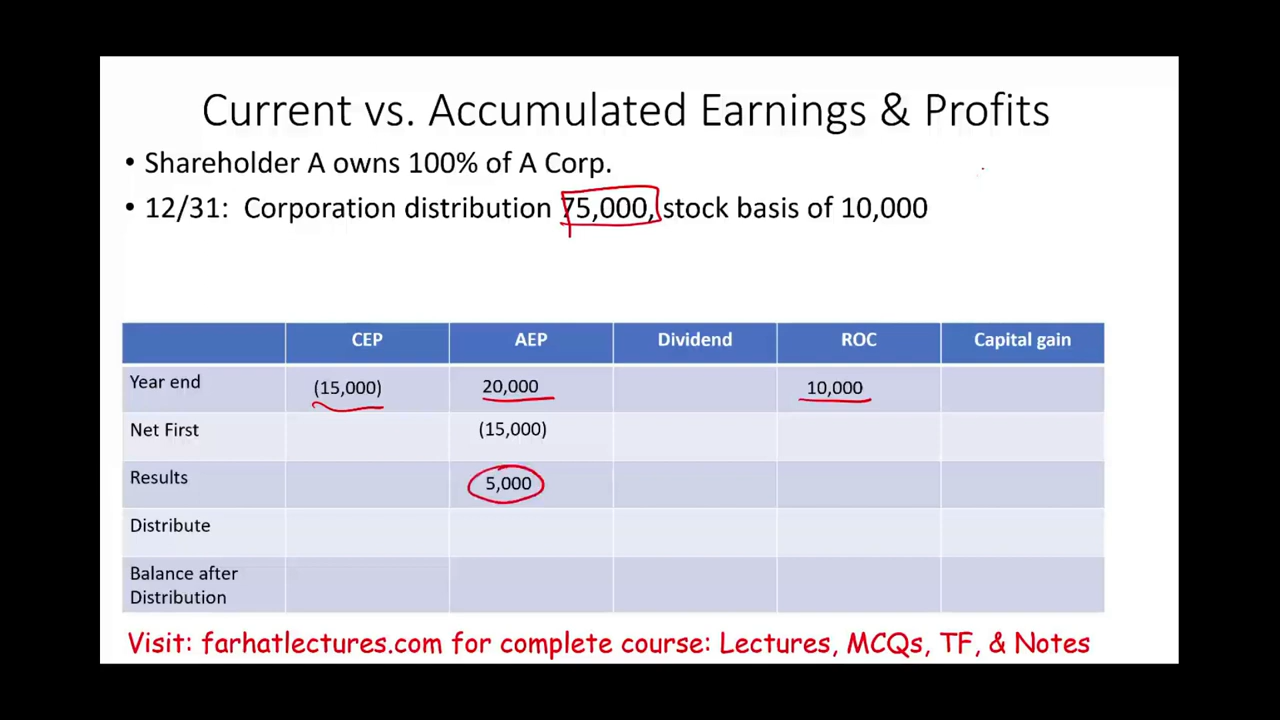 Current vs. Accumulated Earnings & Profits
• Shareholder A owns 100% of A Corp.
• 12/31: Corporation distribution 75,000, stock basis of 10,000
CEP AEP Dividend ROC Capital gain
Year end (15,000) 20,000 10,000
Net First (15,000)
Results 5,000
Distribute
Balance after
Distribution
Visit: farhatlectures.com for complete course: Lectures, MCQs, TF, & Notes